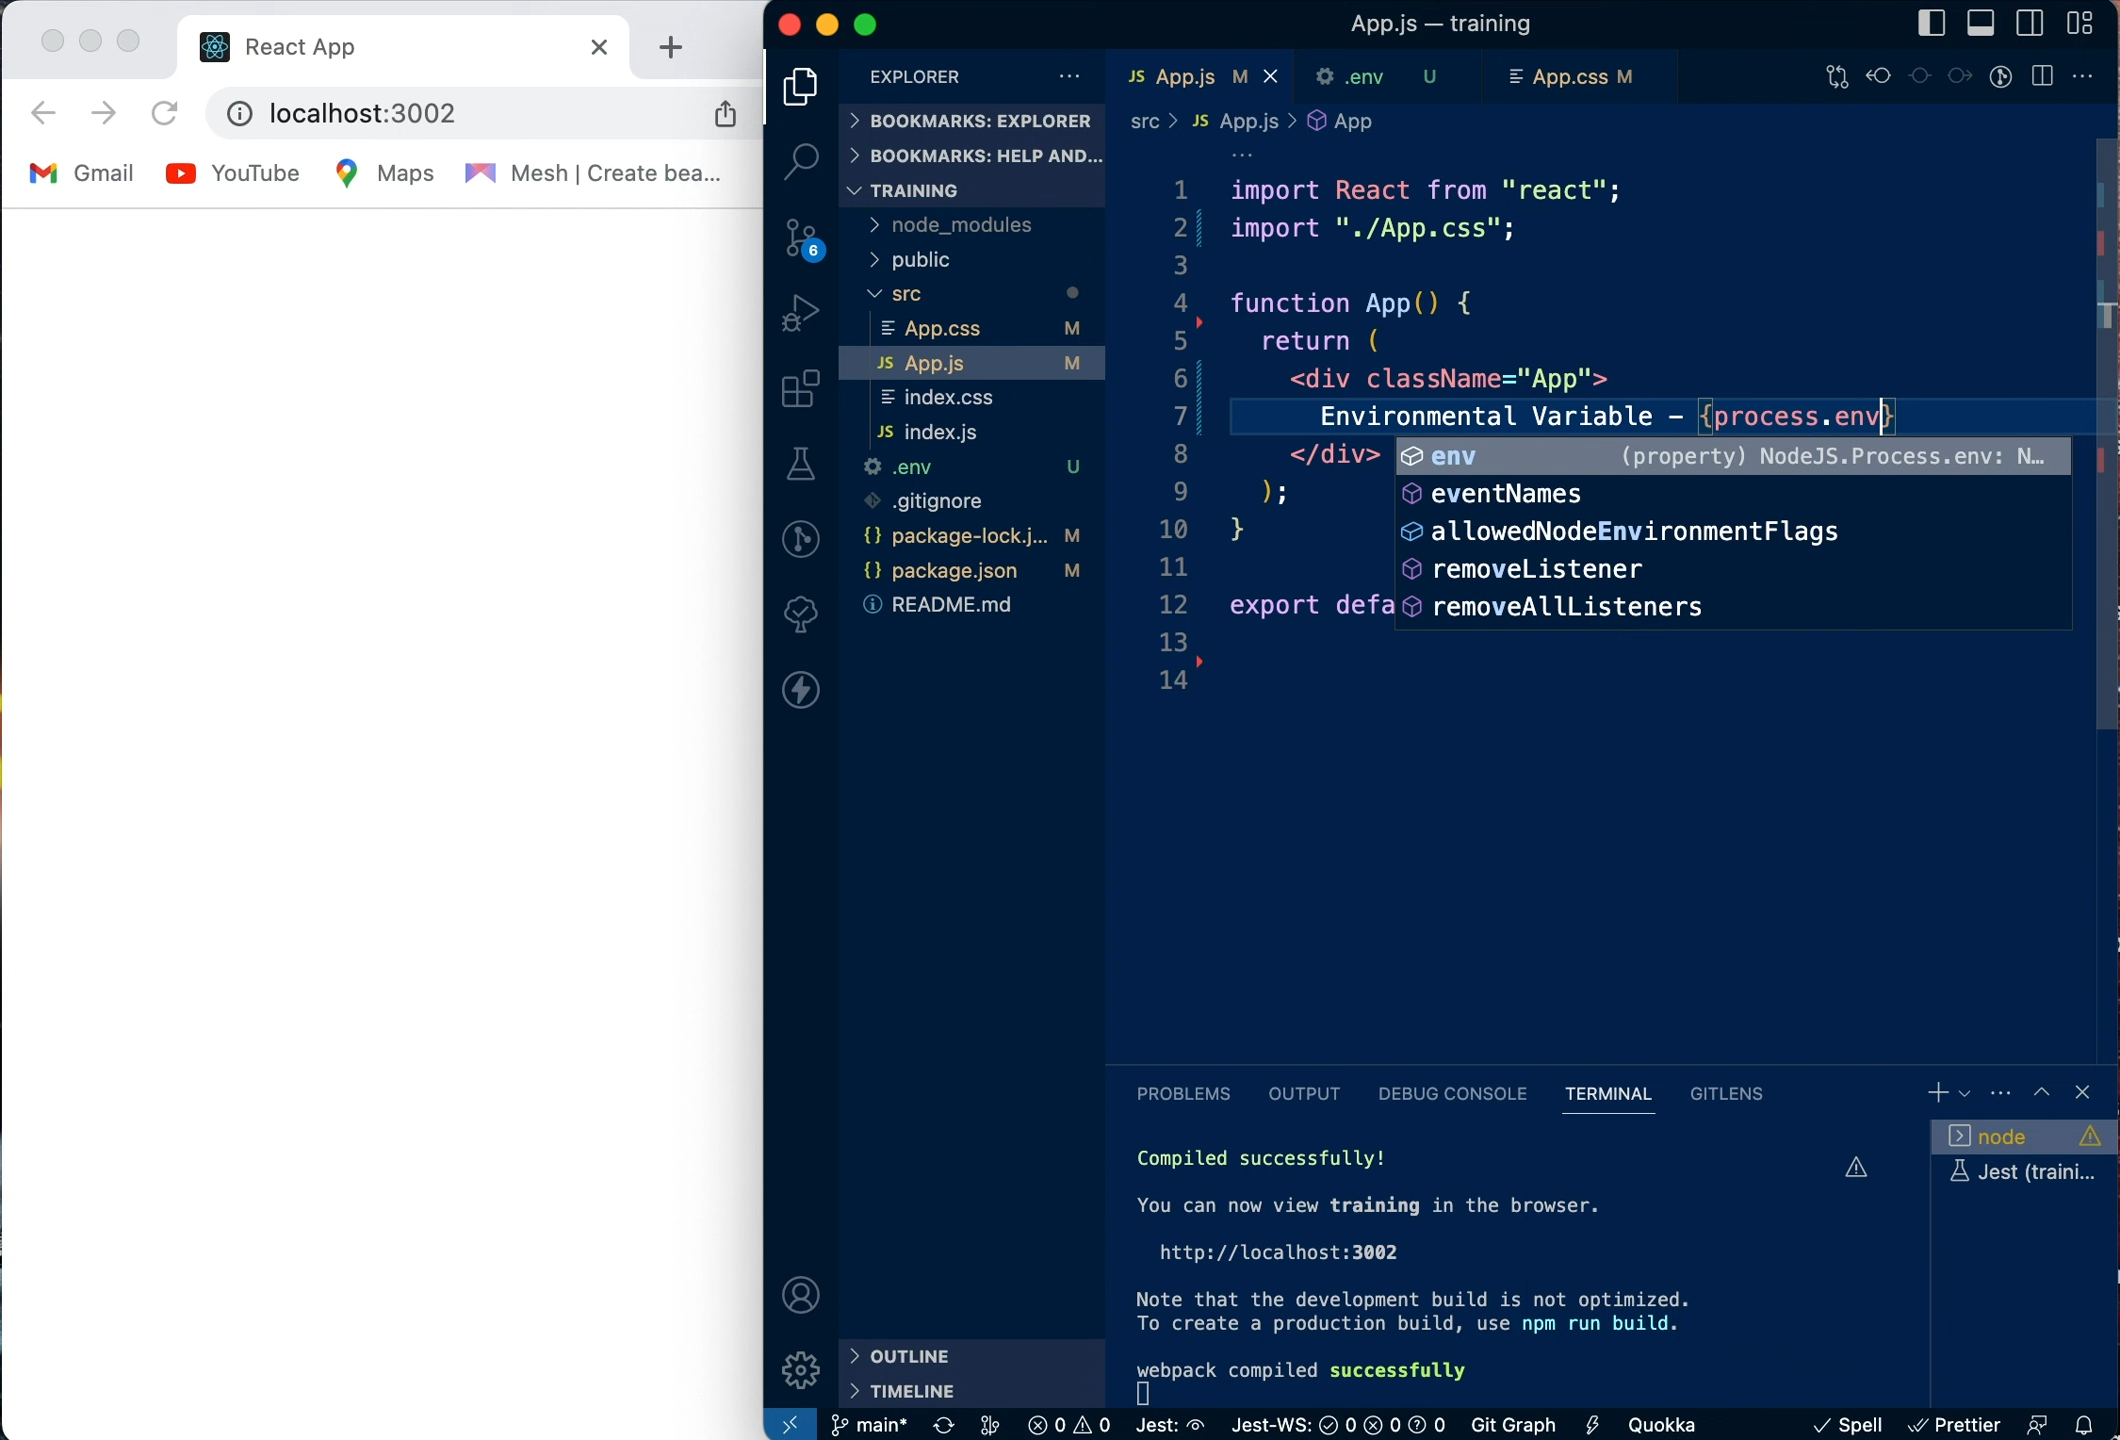 React App
localhost:3002
Gmail YouTube Maps Mesh | Create bea...
App.js — training
EXPLORER
BOOKMARKS: EXPLORER
BOOKMARKS: HELP AND...
TRAINING
node_modules
public
src
App.css M
JS App.js M
index.css
JS index.js
.env U
.gitignore
{} package-lock.j... M
{} package.json M
README.md
OUTLINE
TIMELINE
6
JS App.js M .env U App.css M
src > JS App.js > App
1 import React from "react";
2 import "./App.css";
3
4 function App() {
5 return (
6 <div className="App">
7 Environmental Variable – {process.env}
8 </div>
9 );
10 }
11
12 export defa
13
14
env (property) NodeJS.Process.env: N...
eventNames
allowedNodeEnvironmentFlags
removeListener
removeAllListeners
PROBLEMS OUTPUT DEBUG CONSOLE TERMINAL GITLENS
Compiled successfully!
You can now view training in the browser.
http://localhost:3002
Note that the development build is not optimized.
To create a production build, use npm run build.
webpack compiled successfully
node
Jest (traini...
main* 0 0 Jest: Jest-WS: 0 0 0 Git Graph Quokka Spell Prettier